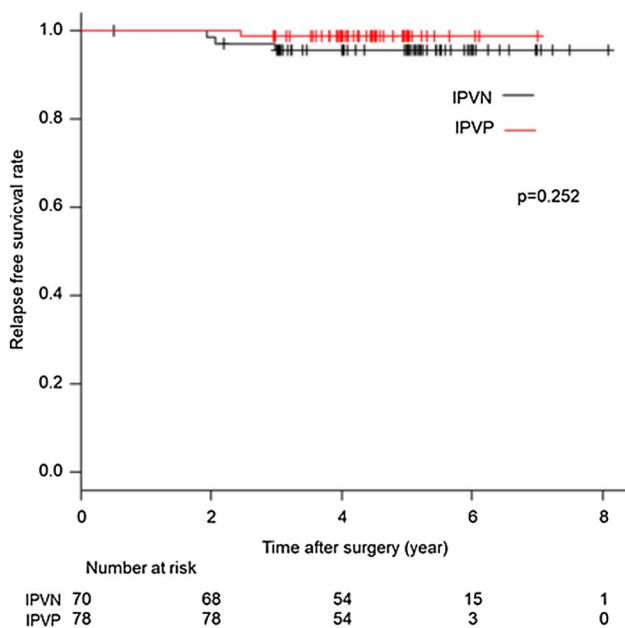 1.0
0.8
0.6
0.4
0.2
0.0
Relapse free survicval rate
IPVN
IPVP
p=0.252
0 2 4 6 8
Time after surgery (year)
Number at risk
IPVN 70 68 54 15 1
IPVP 78 78 54 3 0